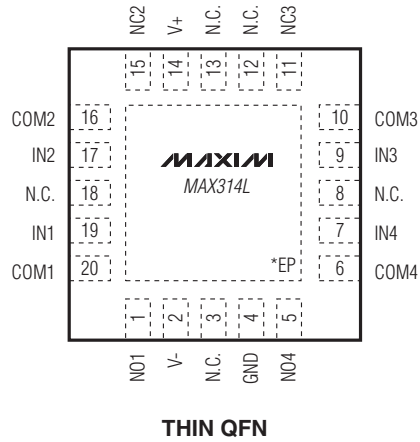 NC2 V+ N.C. N.C. NC3
15 14 13 12 11
COM2 16 10 COM3
IN2 17 9 IN3
N.C. 18 8 N.C.
IN1 19 7 IN4
COM1 20 6 COM4
MAXIM
MAX314L
*EP
1 2 3 4 5
NO1 V- N.C. GND NO4
THIN QFN